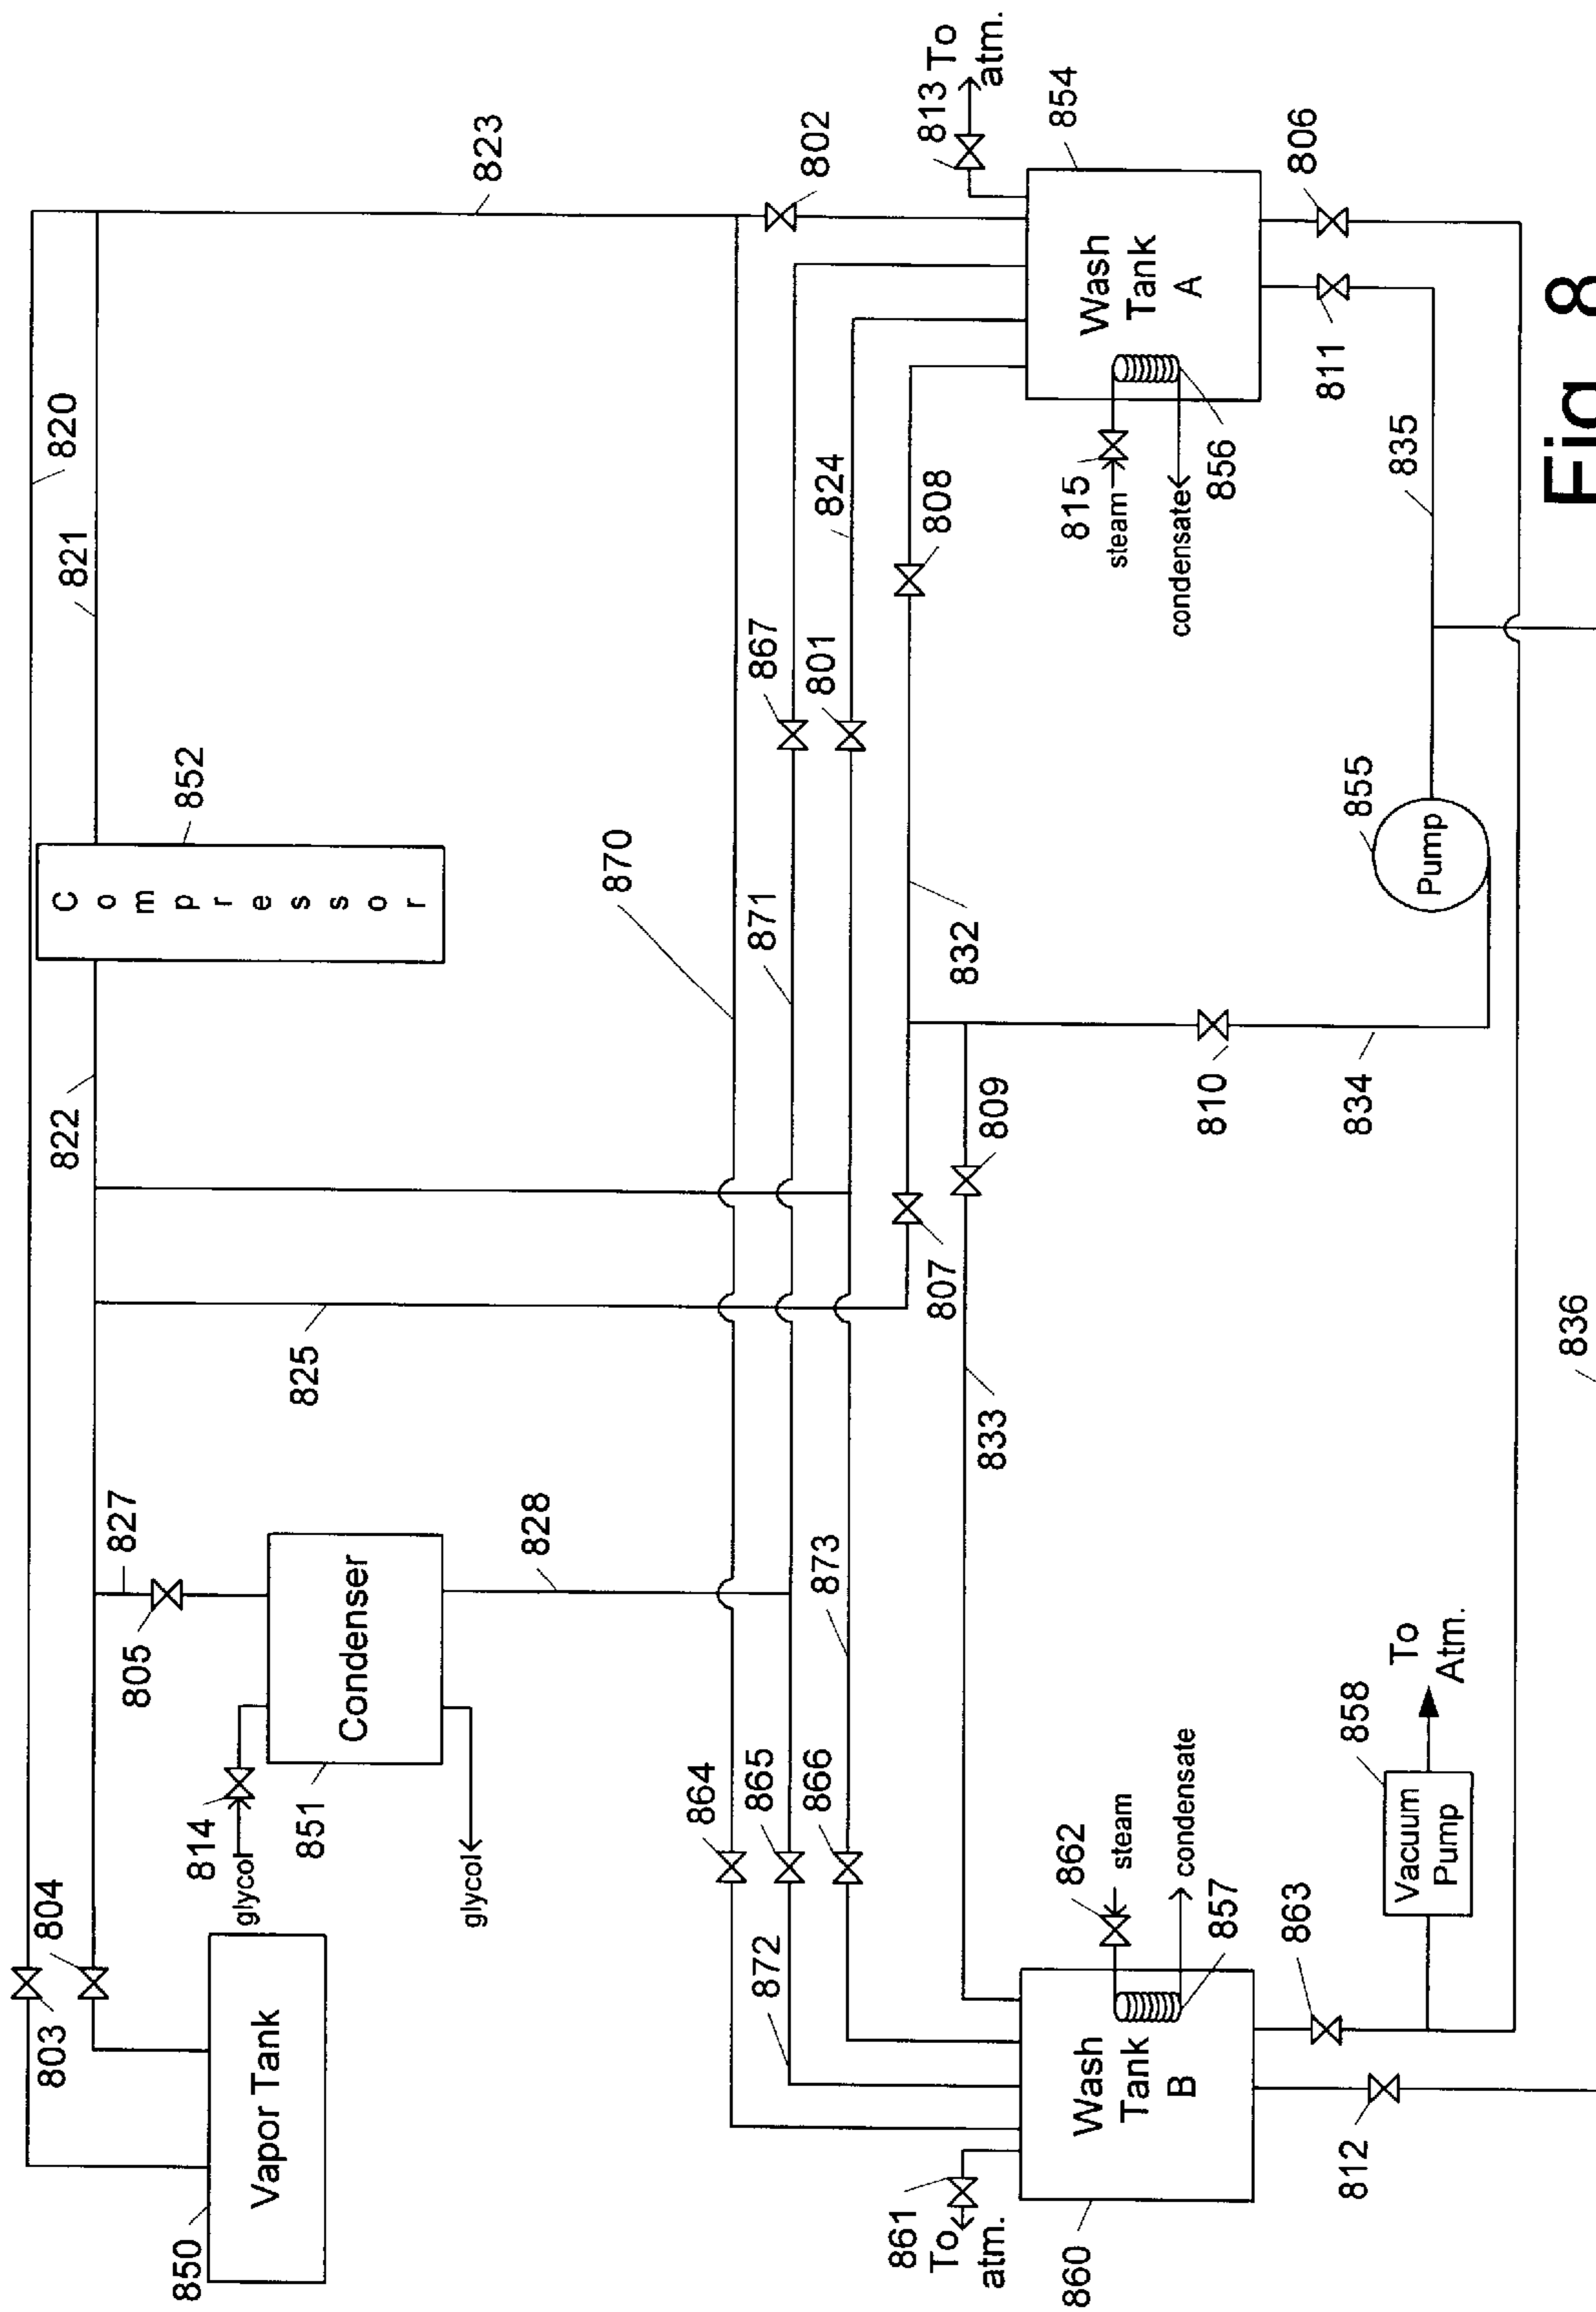 820
821
822
823
852
C
o
m
p
r
e
s
s
o
r
827
805
804
803
814
glycol
Condenser
851
glycol
828
825
850
Vapor Tank
870
871
867
801
824
802
813 To
atm.
864
865
866
872
873
832
808
807
809
833
854
Wash
Tank
A
815
steam
condensate
856
861
To
atm.
860
Wash
Tank
B
862
steam
condensate
857
863
812
858
Vacuum
Pump
To
Atm.
810
834
855
Pump
835
811
806
836
Fig. 8